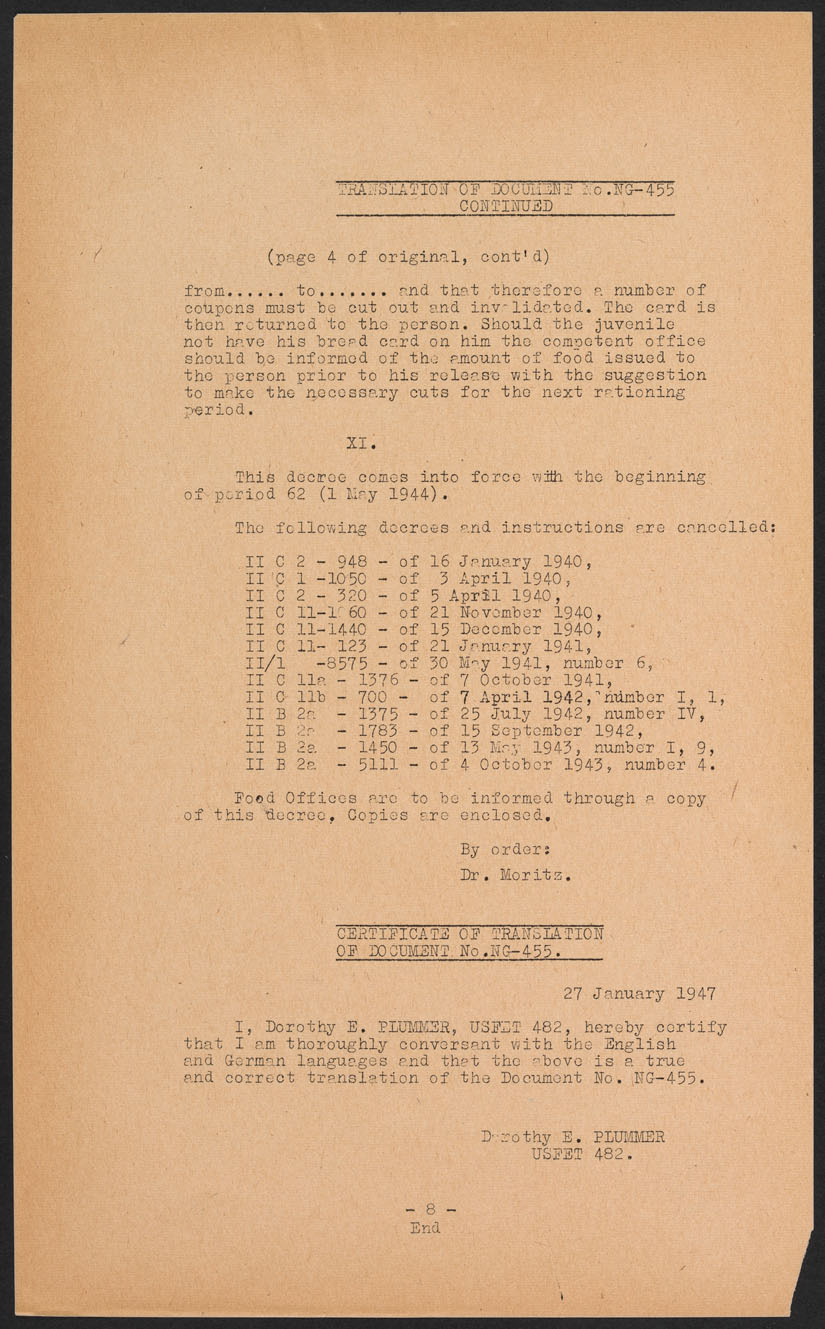 TRANSLATION OF DOCUMENT No.NG-455
CONTINUED
(page 4 of original, cont'd)
from...... to....... and that therefore a number of
coupons must be cut out and invalidated. The card is
then returned to the person. Should the juvenile
not have his bread card on him the competent office
should be informed of the amount of food issued to
the person prior to his release with the suggestion
to make the necessary cuts for the next rationing
period.
XI.
This decree comes into force with the beginning
of period 62 (1 May 1944).
The following decrees and instructions are cancelled:
II C 2 - 948 - of 16 January 1940,
II C 1 -1050 - of 3 April 1940,
II C 2 - 320 - of 5 April 1940,
II C 11- of 21 November 1940,
II C 11-1440 - of 15 December 1940,
II C 11- 123 - of 21 January 1941,
II/1 -8575 - of 30 May 1941, number 6,
II C 11a - 1376 - of 7 October 1941,
II C 11b - 700 - of 7 April 1942, number I, 1,
II B 2a - 1375 - of 25 July 1942, number IV,
II B 2a - 1783 - of 15 September 1942,
II B 2a - 1450 - of 13 May 1943, number I, 9,
II B 2a - 5111 - of 4 October 1943, number 4.
Food Offices are to be informed through a copy
of this decree. Copies are enclosed.
By order:
Dr. Moritz.
CERTIFICATE OF TRANSLATION
OF DOCUMENT No.NG-455.
27 January 1947
I, Dorothy E. PLUMMER, USFET 482, hereby certify
that I am thoroughly conversant with the English
and German languages and that the above is a true
and correct translation of the Document No. NG-455.
Dorothy E. PLUMMER
USFET 482.
- 8 -
End